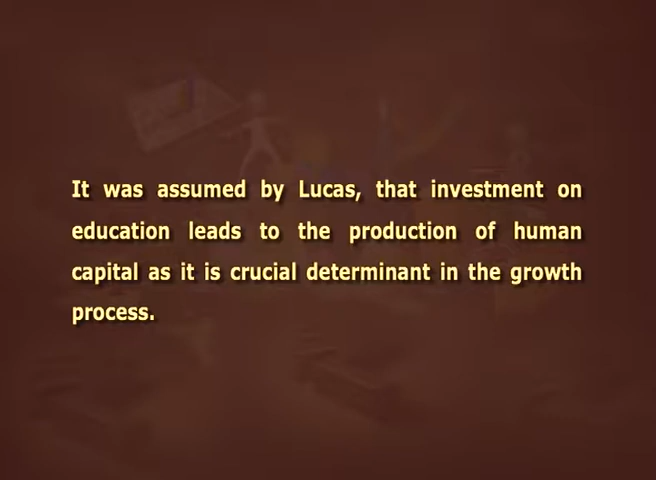 It was assumed by Lucas, that investment on
education leads to the production of human
capital as it is crucial determinant in the growth
process.